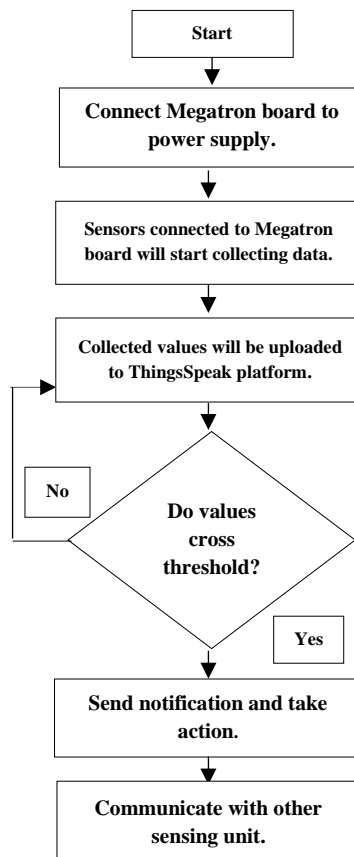 Start
Connect Megatron board to
power supply.
Sensors connected to Megatron
board will start collecting data.
Collected values will be uploaded
to ThingsSpeak platform.
No
Do values
cross
threshold?
Yes
Send notification and take
action.
Communicate with other
sensing unit.